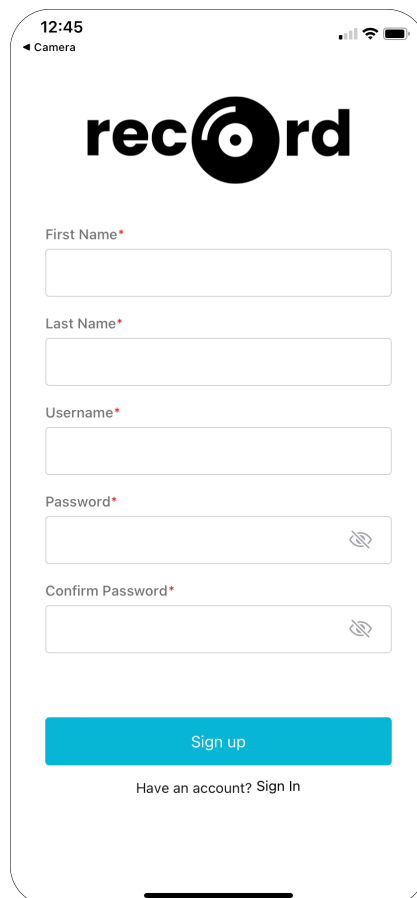 12:45
◀ Camera
record
First Name*
Last Name*
Username*
Password*
Confirm Password*
Sign up
Have an account? Sign In